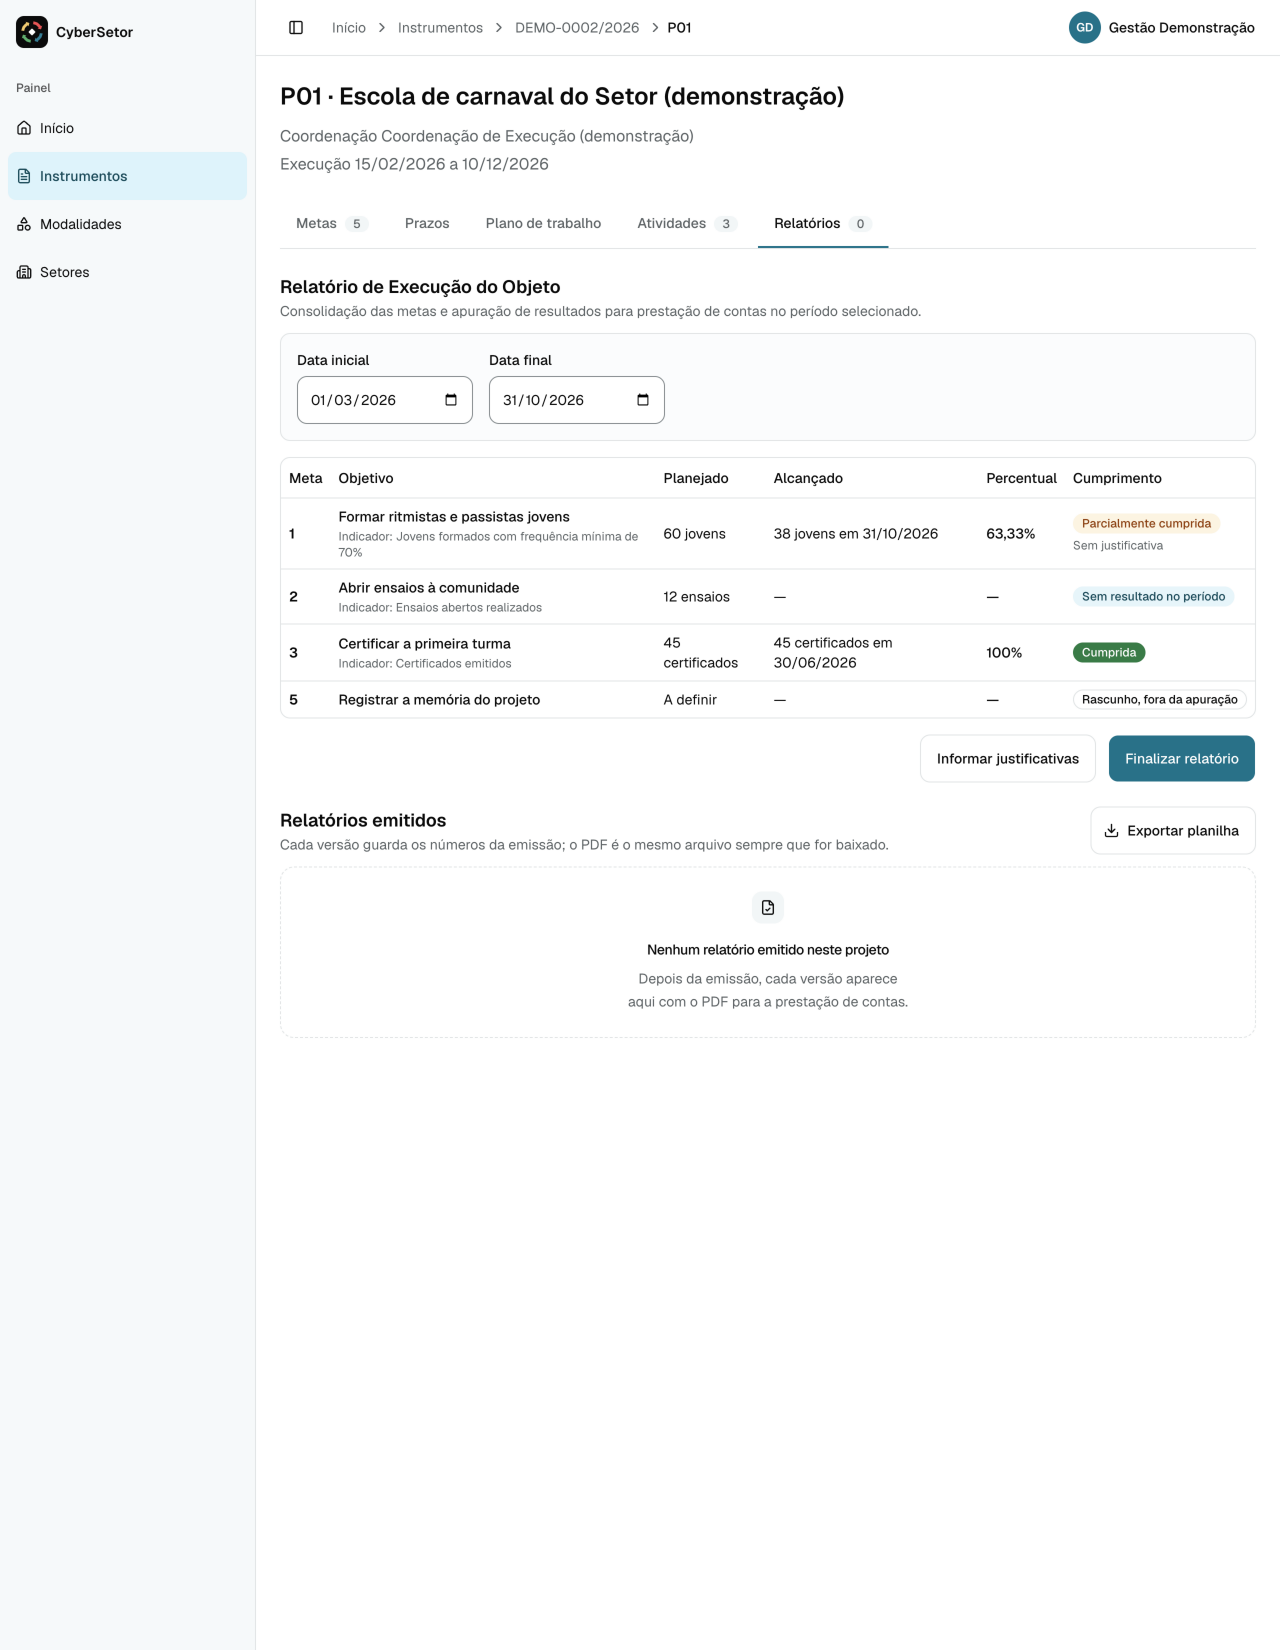 CyberSetor
Início
Instrumentos
DEMO-0002/2026
P01
GD
Gestão Demonstração
Painel
Início
Instrumentos
Modalidades
Setores
P01 · Escola de carnaval do Setor (demonstração)
Coordenação Coordenação de Execução (demonstração)
Execução 15/02/2026 a 10/12/2026
Metas 5
Prazos
Plano de trabalho
Atividades 3
Relatórios 0
Relatório de Execução do Objeto
Consolidação das metas e apuração de resultados para prestação de contas no período selecionado.
Data inicial
Data final
01/03/2026
31/10/2026
Meta Objetivo Planejado Alcançado Percentual Cumprimento
1
Formar ritmistas e passistas jovens
Indicador: Jovens formados com frequência mínima de
70%
60 jovens
38 jovens em 31/10/2026
63,33%
Parcialmente cumprida
Sem justificativa
2
Abrir ensaios à comunidade
Indicador: Ensaios abertos realizados
12 ensaios
—
—
Sem resultado no período
3
Certificar a primeira turma
Indicador: Certificados emitidos
45
certificados
45 certificados em
30/06/2026
100%
Cumprida
5
Registrar a memória do projeto
A definir
—
—
Rascunho, fora da apuração
Informar justificativas
Finalizar relatório
Relatórios emitidos
Cada versão guarda os números da emissão; o PDF é o mesmo arquivo sempre que for baixado.
Exportar planilha
Nenhum relatório emitido neste projeto
Depois da emissão, cada versão aparece
aqui com o PDF para a prestação de contas.